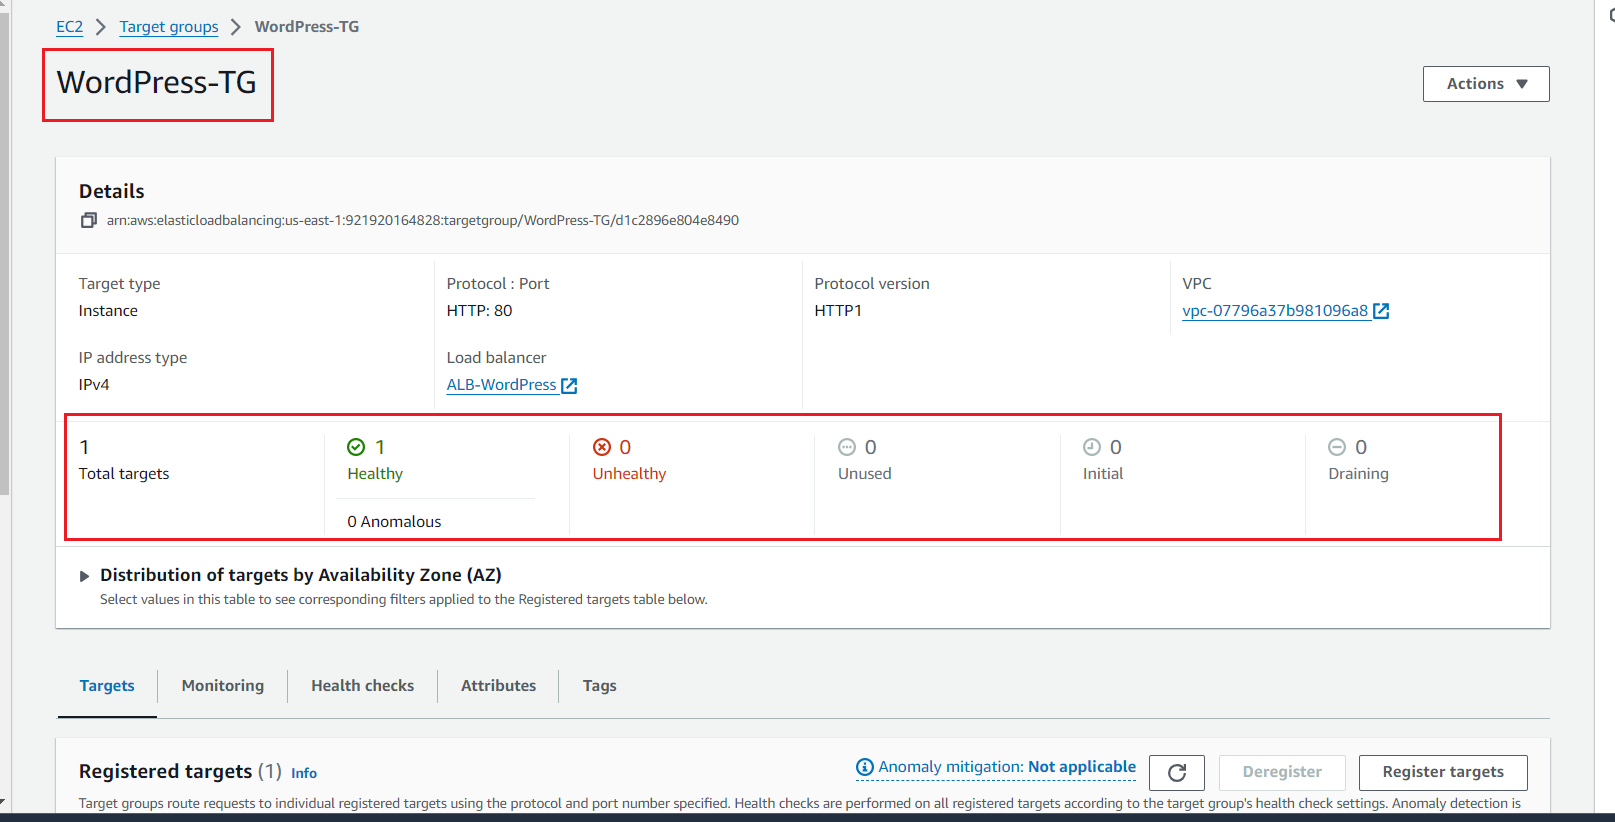 EC2 > Target groups > WordPress-TG
WordPress-TG
Actions
Details
arn:aws:elasticloadbalancing:us-east-1:921920164828:targetgroup/WordPress-TG/d1c2896e804e8490
Target type Protocol : Port Protocol version VPC
Instance HTTP: 80 HTTP1 vpc-07796a37b981096a8
IP address type Load balancer
IPv4 ALB-WordPress
1 1 0 0 0 0
Total targets Healthy Unhealthy Unused Initial Draining
0 Anomalous
Distribution of targets by Availability Zone (AZ)
Select values in this table to see corresponding filters applied to the Registered targets table below.
Targets Monitoring Health checks Attributes Tags
Registered targets (1) Info Anomaly mitigation: Not applicable Deregister Register targets
Target groups route requests to individual registered targets using the protocol and port number specified. Health checks are performed on all registered targets according to the target group's health check settings. Anomaly detection is